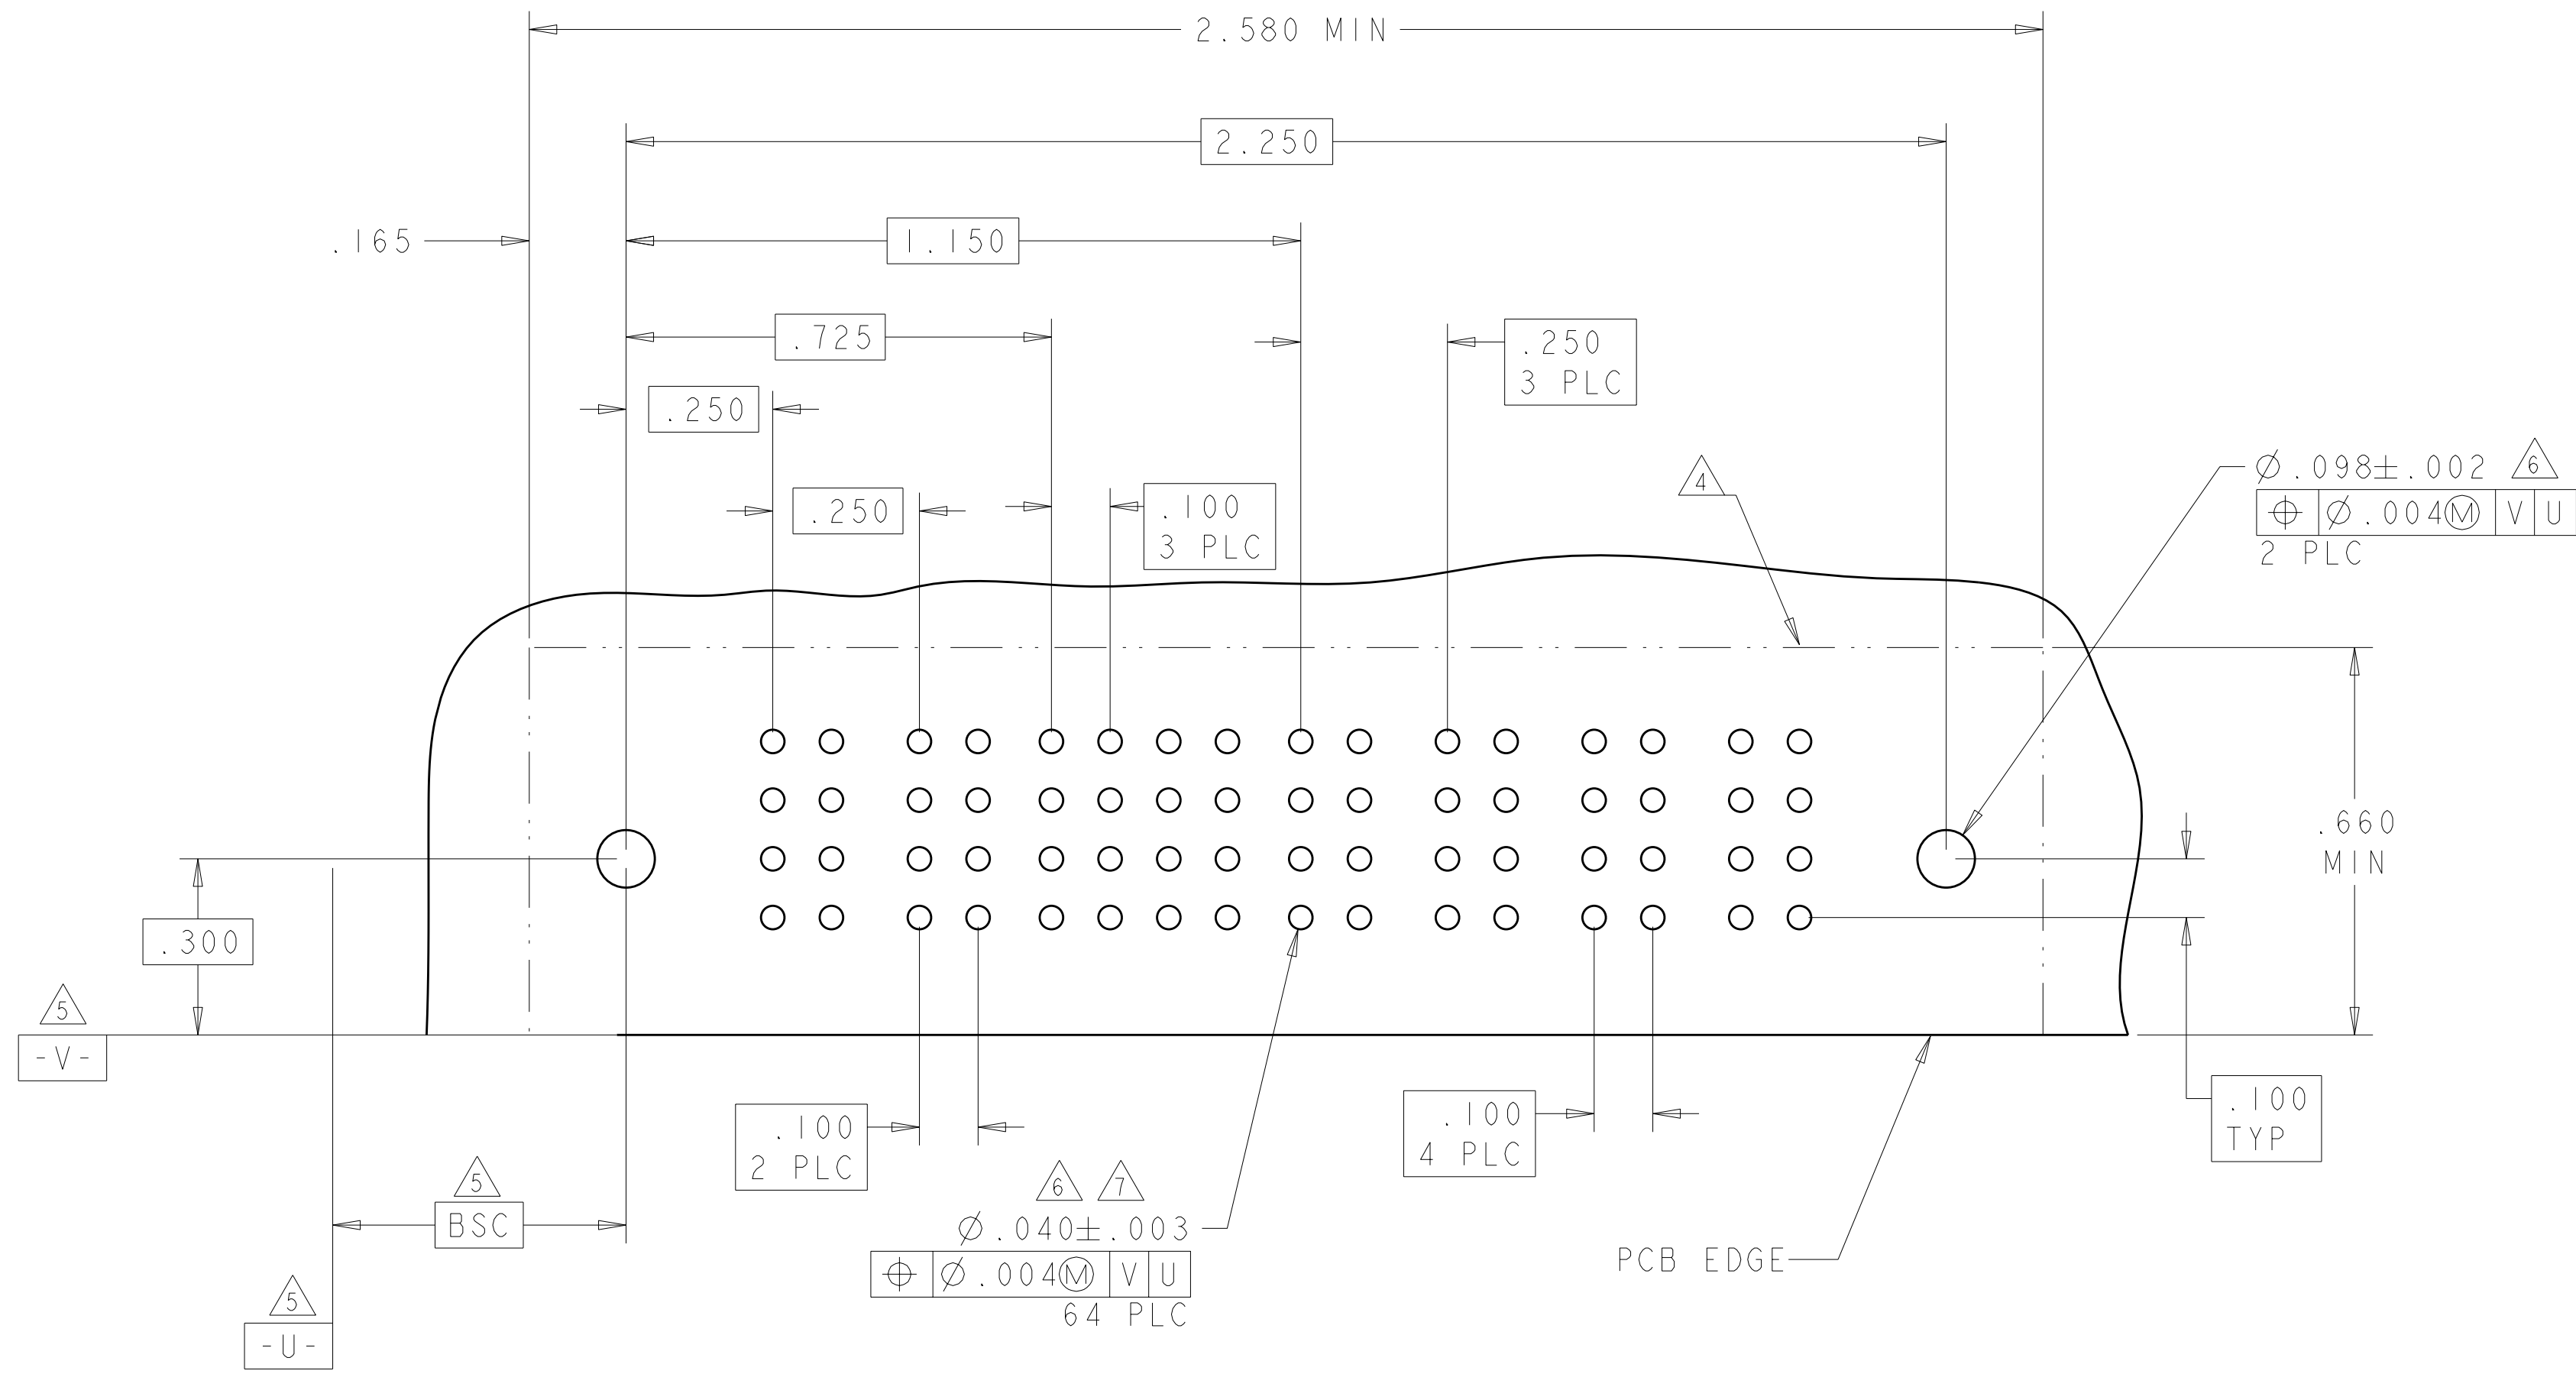 2.580 MIN
2.250
.165
1.150
.725
.250
3 PLC
.250
.250
.100
3 PLC
4
Ø.098±.002 6
⌖ Ø.004Ⓜ V U
2 PLC
.660
MIN
.300
5
-V-
.100
2 PLC
.100
4 PLC
.100
TYP
5
BSC
6 7
Ø.040±.003
⌖ Ø.004Ⓜ V U
64 PLC
PCB EDGE
5
-U-